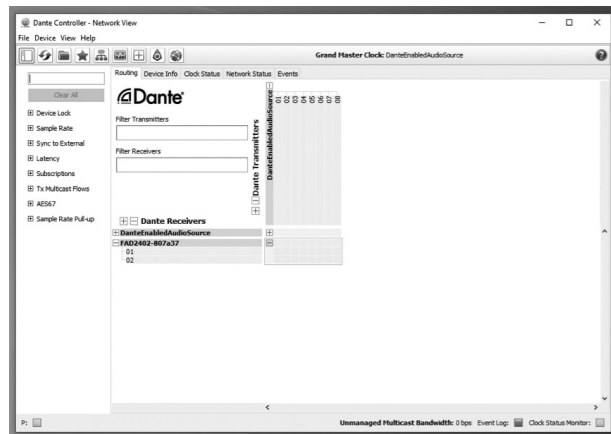 Dante Controller - Network View
File Device View Help
Grand Master Clock: DanteEnabledAudioSource
Routing Device Info Clock Status Network Status Events
Clear All
Device Lock
Sample Rate
Sync to External
Latency
Subscriptions
Tx Multicast Flows
AES67
Sample Rate Pull-up
Dante
Filter Transmitters
Filter Receivers
Dante Transmitters
DanteEnabledAudioSource
01
02
03
04
05
06
07
08
Dante Receivers
DanteEnabledAudioSource
FAD2402-807a37
01
02
P:
Unmanaged Multicast Bandwidth: 0 bps Event Log: Clock Status Monitor: